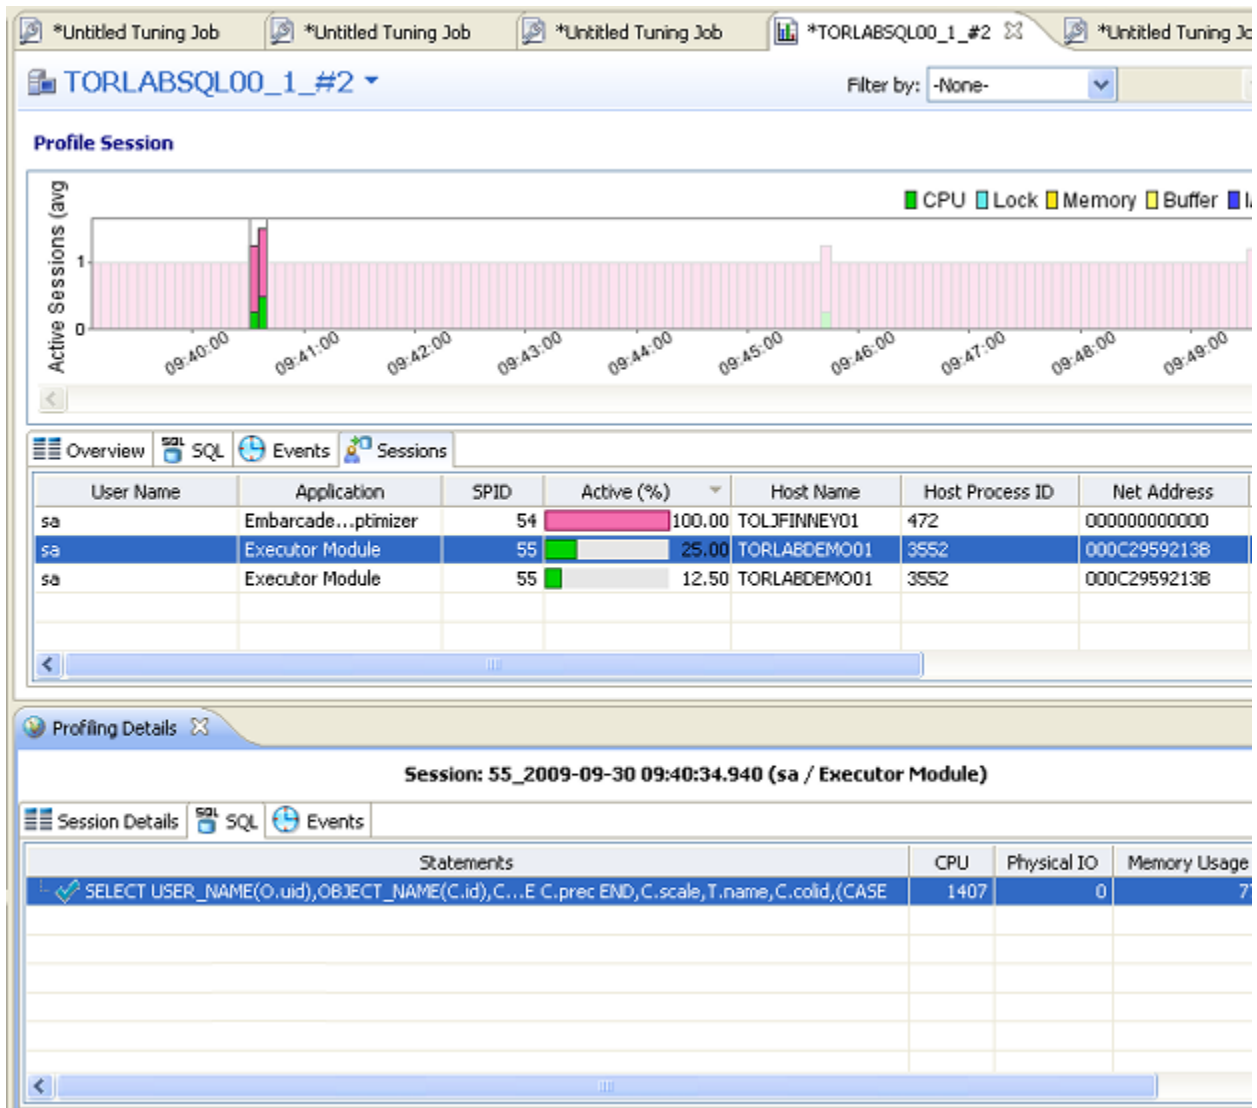 *Untitled Tuning Job *Untitled Tuning Job *Untitled Tuning Job *TORLABSQL00_1_#2 *Untitled Tuning Jo
TORLABSQL00_1_#2 Filter by: -None-
Profile Session
Active Sessions (avg
CPU Lock Memory Buffer I/
1
0
09:40:00 09:41:00 09:42:00 09:43:00 09:44:00 09:45:00 09:46:00 09:47:00 09:48:00 09:49:00
Overview SQL Events Sessions
User Name Application SPID Active (%) Host Name Host Process ID Net Address
sa Embarcade...ptimizer 54 100.00 TOLJFINNEY01 472 000000000000
sa Executor Module 55 25.00 TORLABDEMO01 3552 000C2959213B
sa Executor Module 55 12.50 TORLABDEMO01 3552 000C2959213B
Profiling Details
Session: 55_2009-09-30 09:40:34.940 (sa / Executor Module)
Session Details SQL Events
Statements CPU Physical IO Memory Usage
SELECT USER_NAME(O.uid),OBJECT_NAME(C.id),C...E C.prec END,C.scale,T.name,C.colid,(CASE 1407 0 77